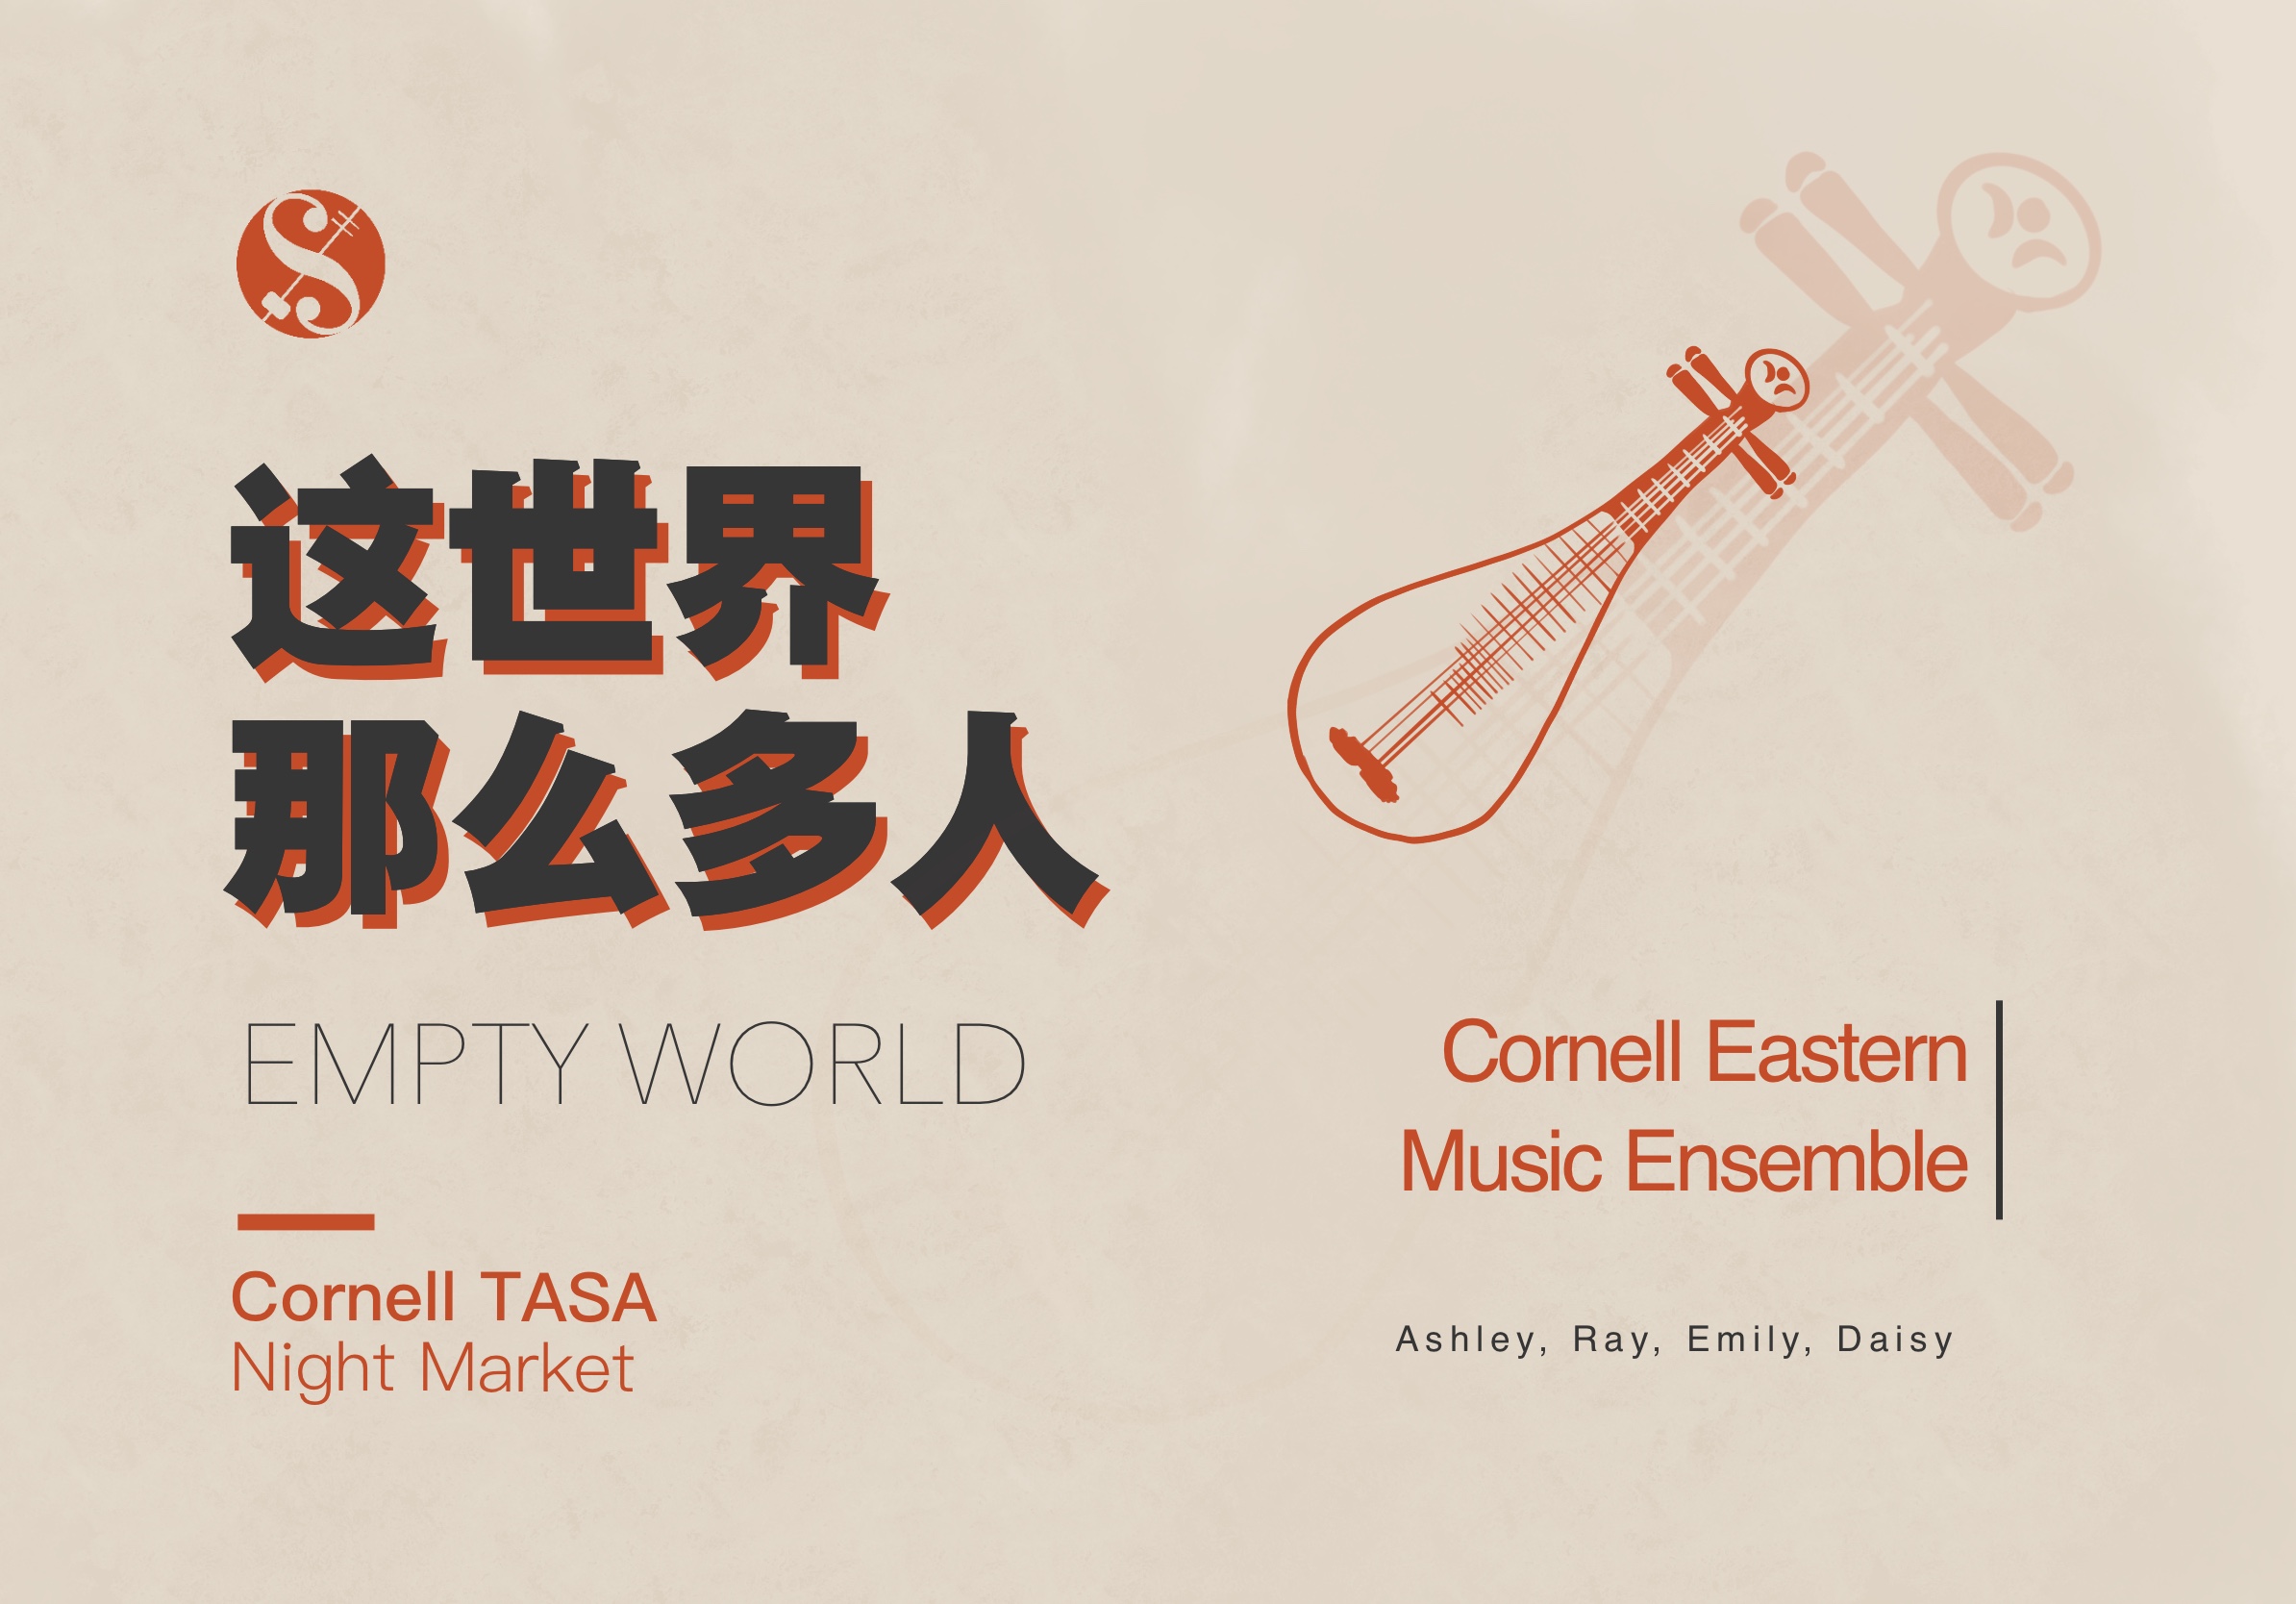 这世界
那么多人
EMPTY WORLD
Cornell TASA
Night Market
Cornell Eastern
Music Ensemble
Ashley, Ray, Emily, Daisy